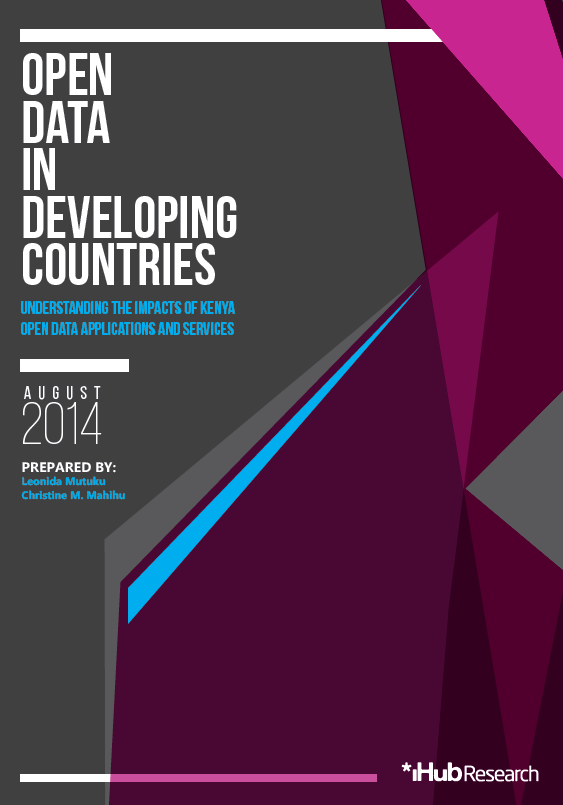 OPEN
DATA
IN
DEVELOPING
COUNTRIES
UNDERSTANDING THE IMPACTS OF KENYA
OPEN DATA APPLICATIONS AND SERVICES
AUGUST
2014
PREPARED BY:
Leonida Mutuku
Christine M. Mahihu
*iHub Research